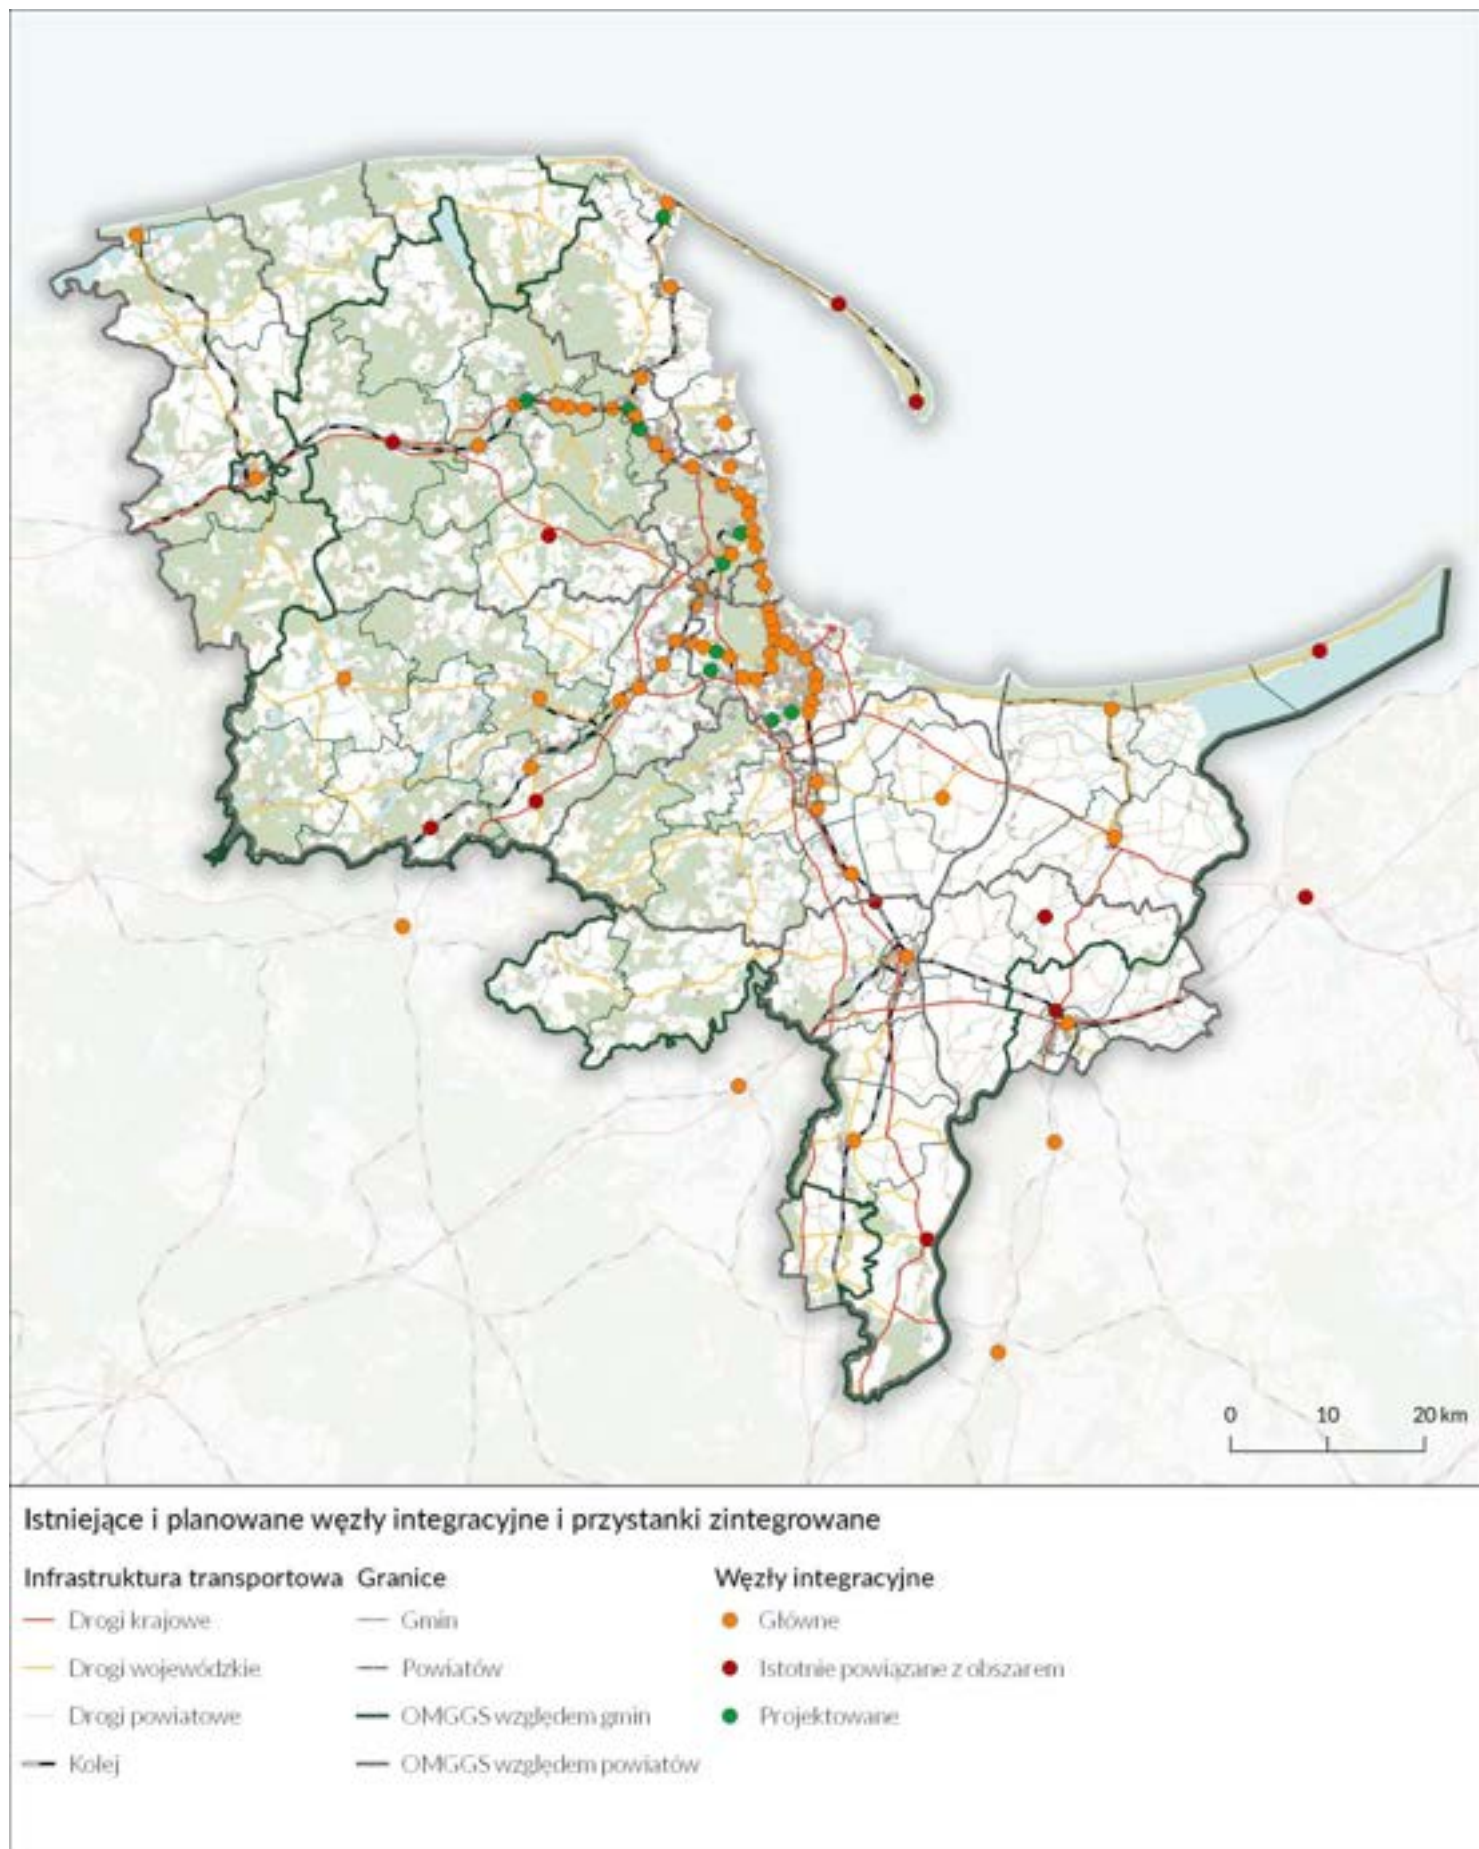 0 10 20 km
Istniejące i planowane węzły integracyjne i przystanki zintegrowane
Infrastruktura transportowa Granice Węzły integracyjne
Drogi krajowe Gmin Główne
Drogi wojewódzkie Powiatów Istotnie powiązane z obszarem
Drogi powiatowe OMGGS względem gmin Projektowane
Kolej OMGGS względem powiatów